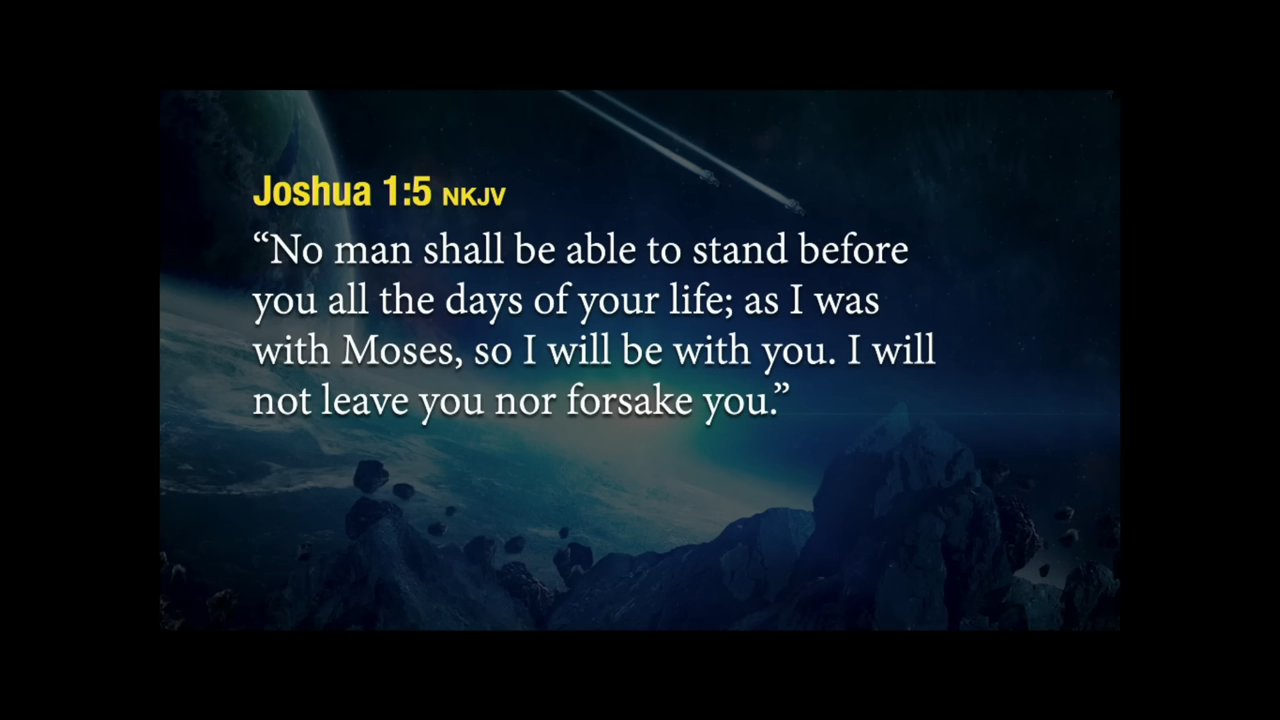 Joshua 1:5 NKJV
“No man shall be able to stand before
you all the days of your life; as I was
with Moses, so I will be with you. I will
not leave you nor forsake you.”